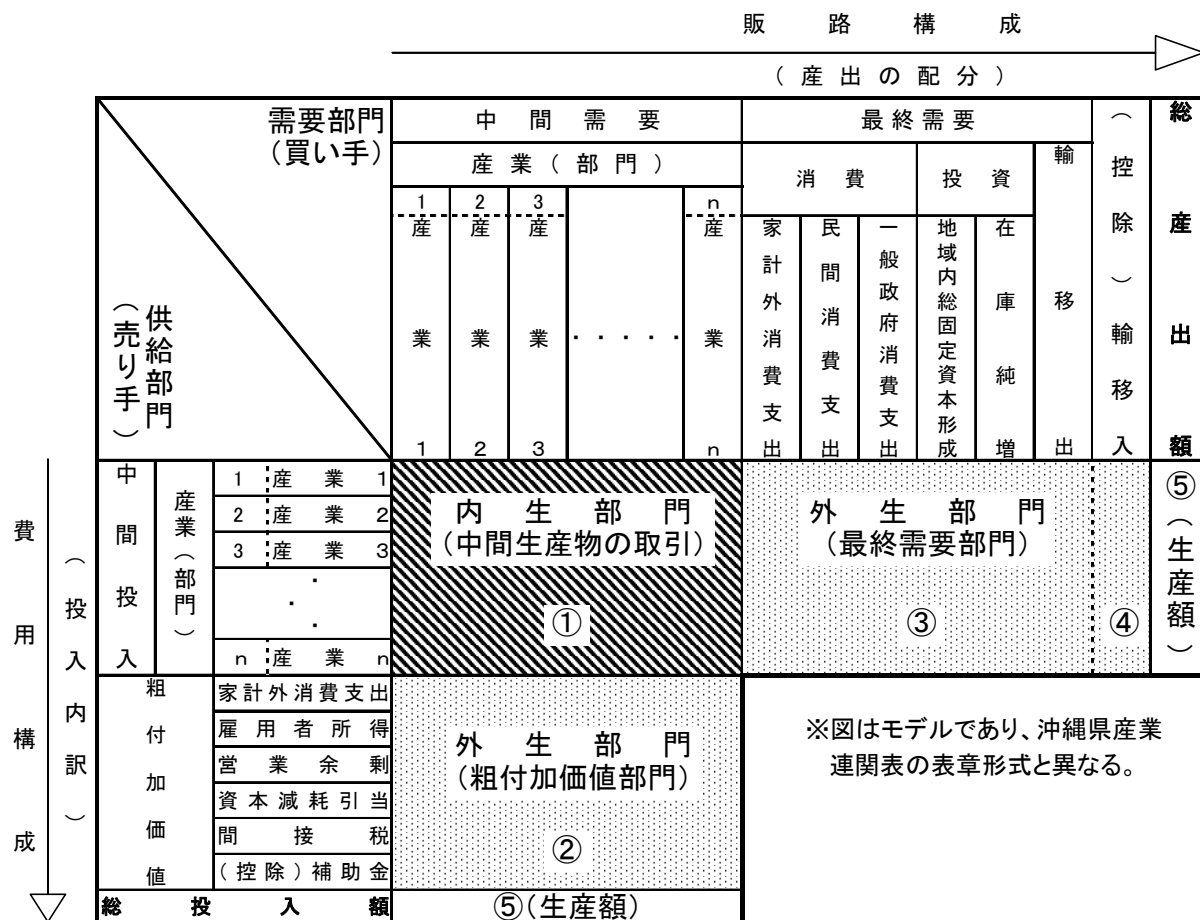 販路構成
（産出の配分）
需要部門
（買い手）
供給部門
（売り手）
中間需要
産業（部門）
1 2 3 n
産業1
産業2
産業3
・・・・・
産業n
最終需要
消費
家計外消費支出
民間消費支出
一般政府消費支出
投資
地域内総固定資本形成
在庫純増
輸移出
（控除）輸移入
総産出額
費用構成
（投入内訳）
中間投入
産業（部門）
1 産業1
2 産業2
3 産業3
・
・
・
n 産業n
内生部門
（中間生産物の取引）
①
外生部門
（最終需要部門）
③
④
⑤（生産額）
粗付加価値
家計外消費支出
雇用者所得
営業余剰
資本減耗引当
間接税
（控除）補助金
外生部門
（粗付加価値部門）
②
※図はモデルであり、沖縄県産業
連関表の表章形式と異なる。
総投入額
⑤（生産額）